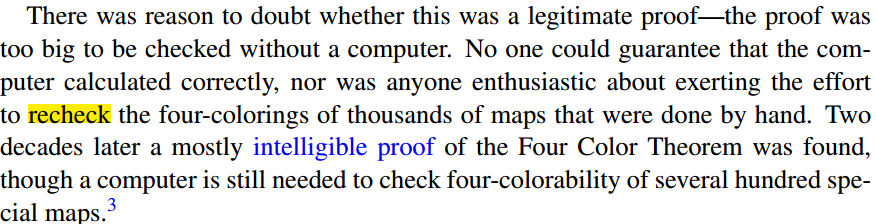 There was reason to doubt whether this was a legitimate proof—the proof was
too big to be checked without a computer. No one could guarantee that the com-
puter calculated correctly, nor was anyone enthusiastic about exerting the effort
to recheck the four-colorings of thousands of maps that were done by hand. Two
decades later a mostly intelligible proof of the Four Color Theorem was found,
though a computer is still needed to check four-colorability of several hundred spe-
cial maps.3